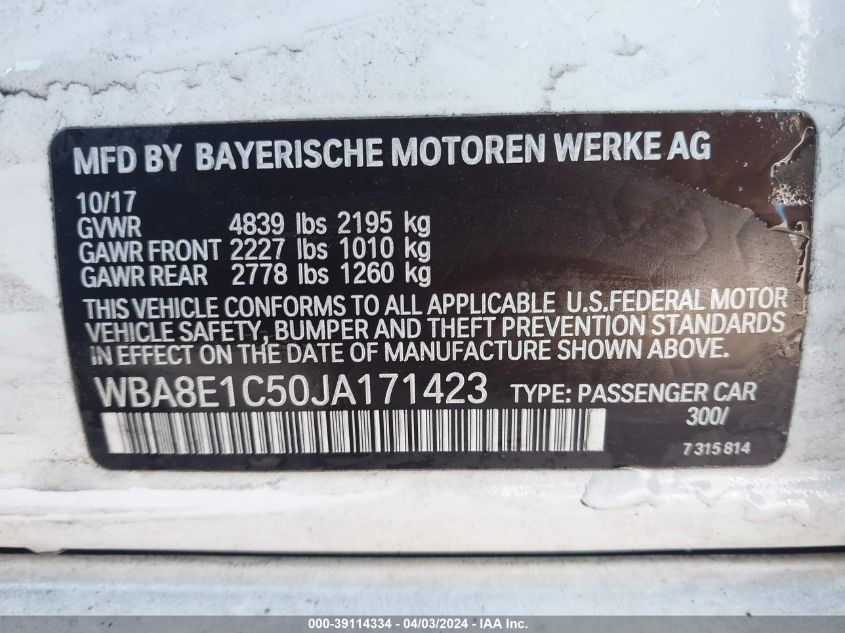 MFD BY BAYERISCHE MOTOREN WERKE AG
10/17
GVWR 4839 lbs 2195 kg
GAWR FRONT 2227 lbs 1010 kg
GAWR REAR 2778 lbs 1260 kg
THIS VEHICLE CONFORMS TO ALL APPLICABLE U.S.FEDERAL MOTOR
VEHICLE SAFETY, BUMPER AND THEFT PREVENTION STANDARDS
IN EFFECT ON THE DATE OF MANUFACTURE SHOWN ABOVE.
WBA8E1C50JA171423 TYPE: PASSENGER CAR
300/
7 315 814
000-39114334 - 04/03/2024 - IAAI.com